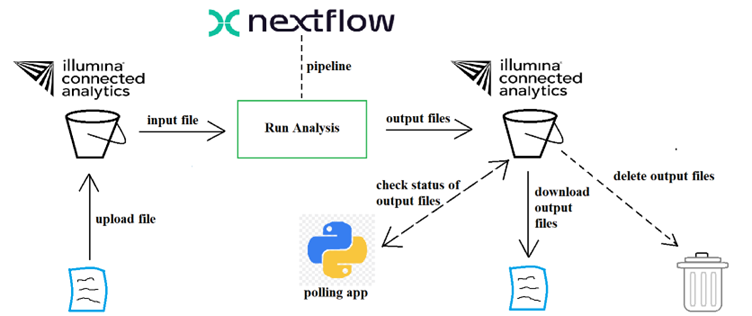 nextflow
illumina®
connected
analytics
pipeline
illumina®
connected
analytics
input file
Run Analysis
output files
upload file
check status of
output files
download
output
files
delete output files
polling app